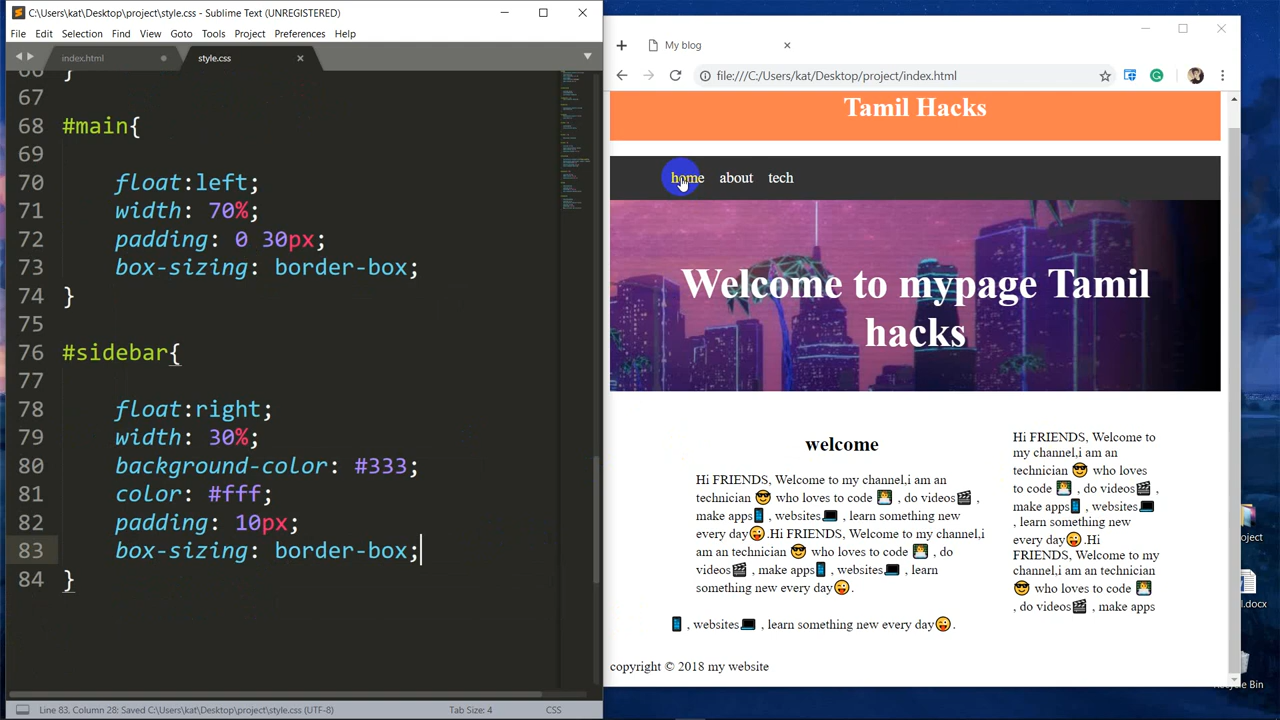 C:\Users\kat\Desktop\project\style.css - Sublime Text (UNREGISTERED)
File Edit Selection Find View Goto Tools Project Preferences Help
index.html
style.css
67
68 #main{
69
70 float:left;
71 width: 70%;
72 padding: 0 30px;
73 box-sizing: border-box;
74 }
75
76 #sidebar{
77
78 float:right;
79 width: 30%;
80 background-color: #333;
81 color: #fff;
82 padding: 10px;
83 box-sizing: border-box;
84 }
Line 83, Column 28: Saved C:\Users\kat\Desktop\project\style.css (UTF-8)
Tab Size: 4
CSS
My blog
file:///C:/Users/kat/Desktop/project/index.html
Tamil Hacks
home about tech
Welcome to mypage Tamil
hacks
welcome
Hi FRIENDS, Welcome to my channel,i am an
technician 😎 who loves to code 👨‍💻 , do videos🎬 ,
make apps📱 , websites💻 , learn something new
every day😜.Hi FRIENDS, Welcome to my channel,i
am an technician 😎 who loves to code 👨‍💻 , do
videos🎬 , make apps📱 , websites💻 , learn
something new every day😜.
📱 , websites💻 , learn something new every day😜.
Hi FRIENDS, Welcome to
my channel,i am an
technician 😎 who loves
to code 👨‍💻 , do videos🎬 ,
make apps📱 , websites💻
, learn something new
every day😜.Hi
FRIENDS, Welcome to my
channel,i am an technician
😎 who loves to code 👨‍💻
, do videos🎬 , make apps
copyright © 2018 my website
Recycle Bin